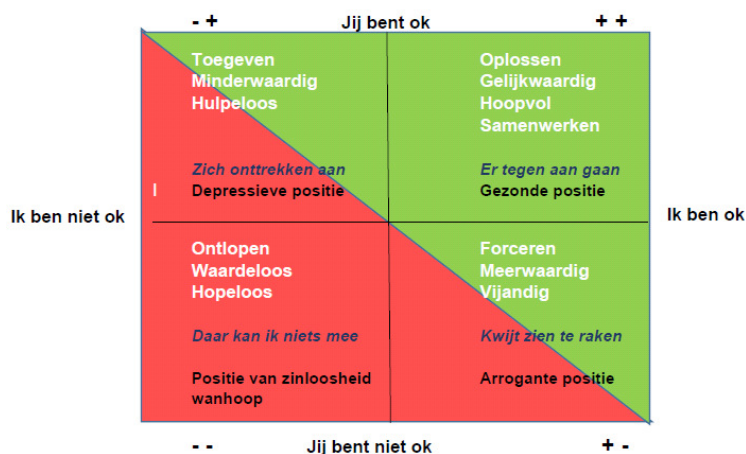 - +
Jij bent ok
+ +
Toegeven
Minderwaardig
Hulpeloos
Zich onttrekken aan
I
Depressieve positie
Oplossen
Gelijkwaardig
Hoopvol
Samenwerken
Er tegen aan gaan
Gezonde positie
Ik ben niet ok
Ik ben ok
Ontlopen
Waardeloos
Hopeloos
Daar kan ik niets mee
Positie van zinloosheid
wanhoop
Forceren
Meerwaardig
Vijandig
Kwijt zien te raken
Arrogante positie
- -
Jij bent niet ok
+ -